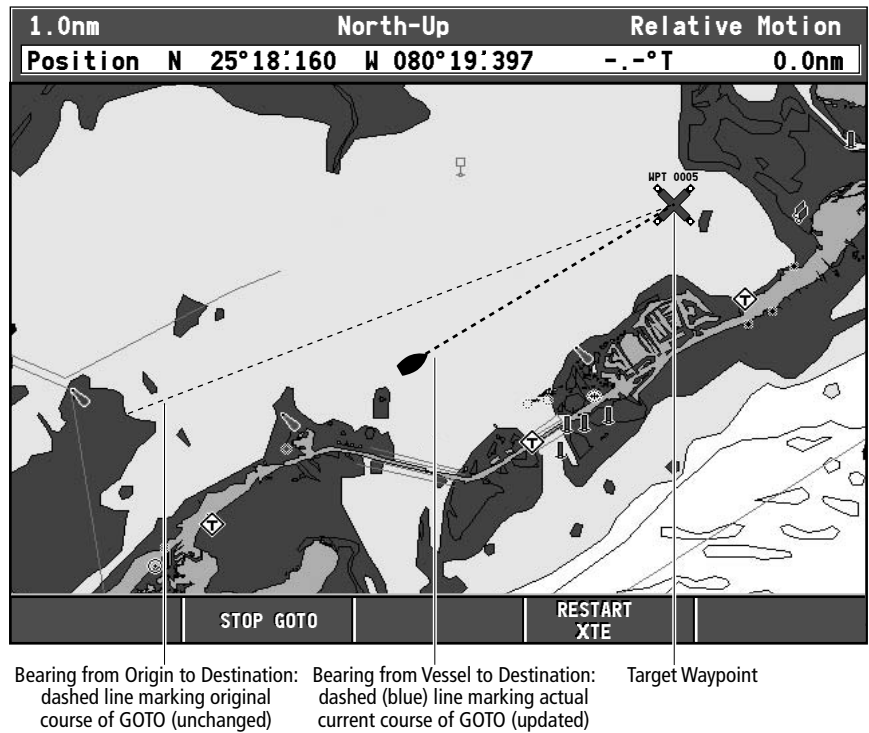 1.0nm North-Up Relative Motion
Position N 25°18'.160 W 080°19'.397 -.-°T 0.0nm
WPT 0005
T
T
T
STOP GOTO RESTART
XTE
Bearing from Origin to Destination:
dashed line marking original
course of GOTO (unchanged)
Bearing from Vessel to Destination:
dashed (blue) line marking actual
current course of GOTO (updated)
Target Waypoint